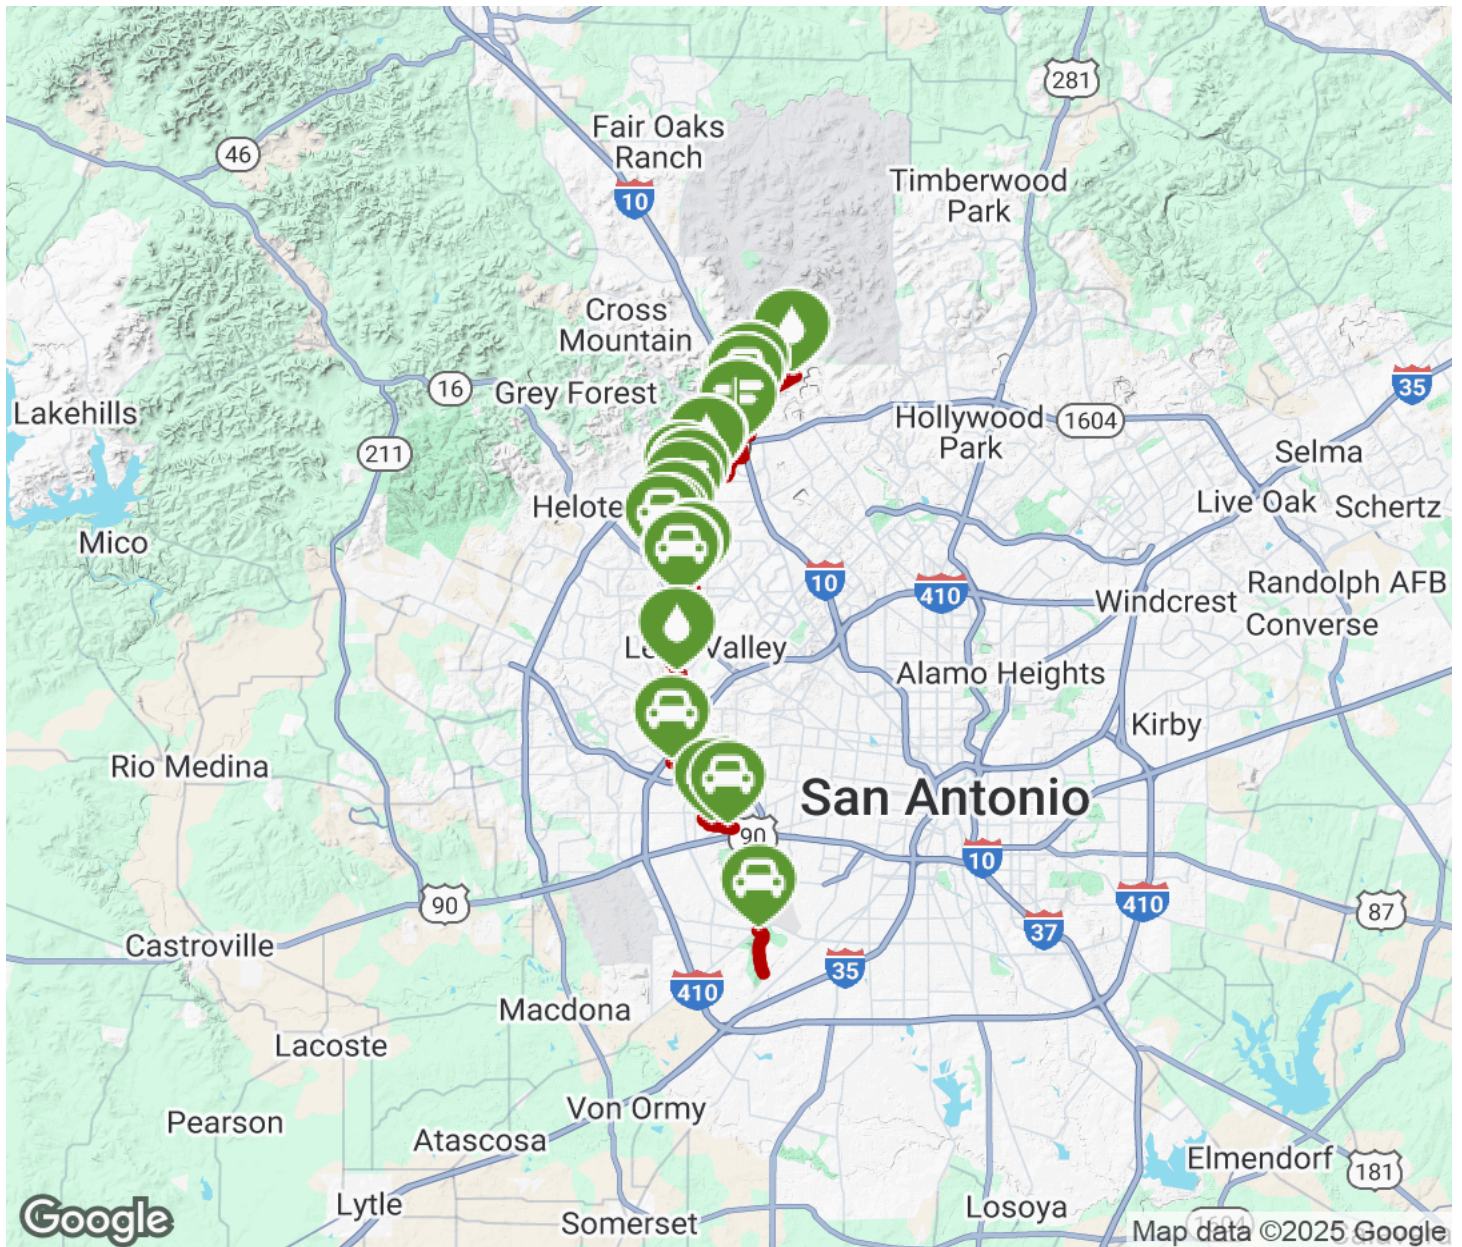 281
Fair Oaks
Ranch
46
Timberwood
Park
10
Cross
Mountain
16
Grey Forest
35
Lakehills
Hollywood
Park
1604
211
Selma
Helote
Live Oak
Schertz
Mico
10
410
Randolph AFB
Windcrest
Converse
Valley
Alamo Heights
Kirby
Rio Medina
San Antonio
90
10
90
410
87
37
Castroville
35
410
Macdona
Lacoste
Von Ormy
Pearson
Atascosa
Elmendorf
181
Lytle
Losoya
Google
Somerset
1604
Map data ©2025 Google